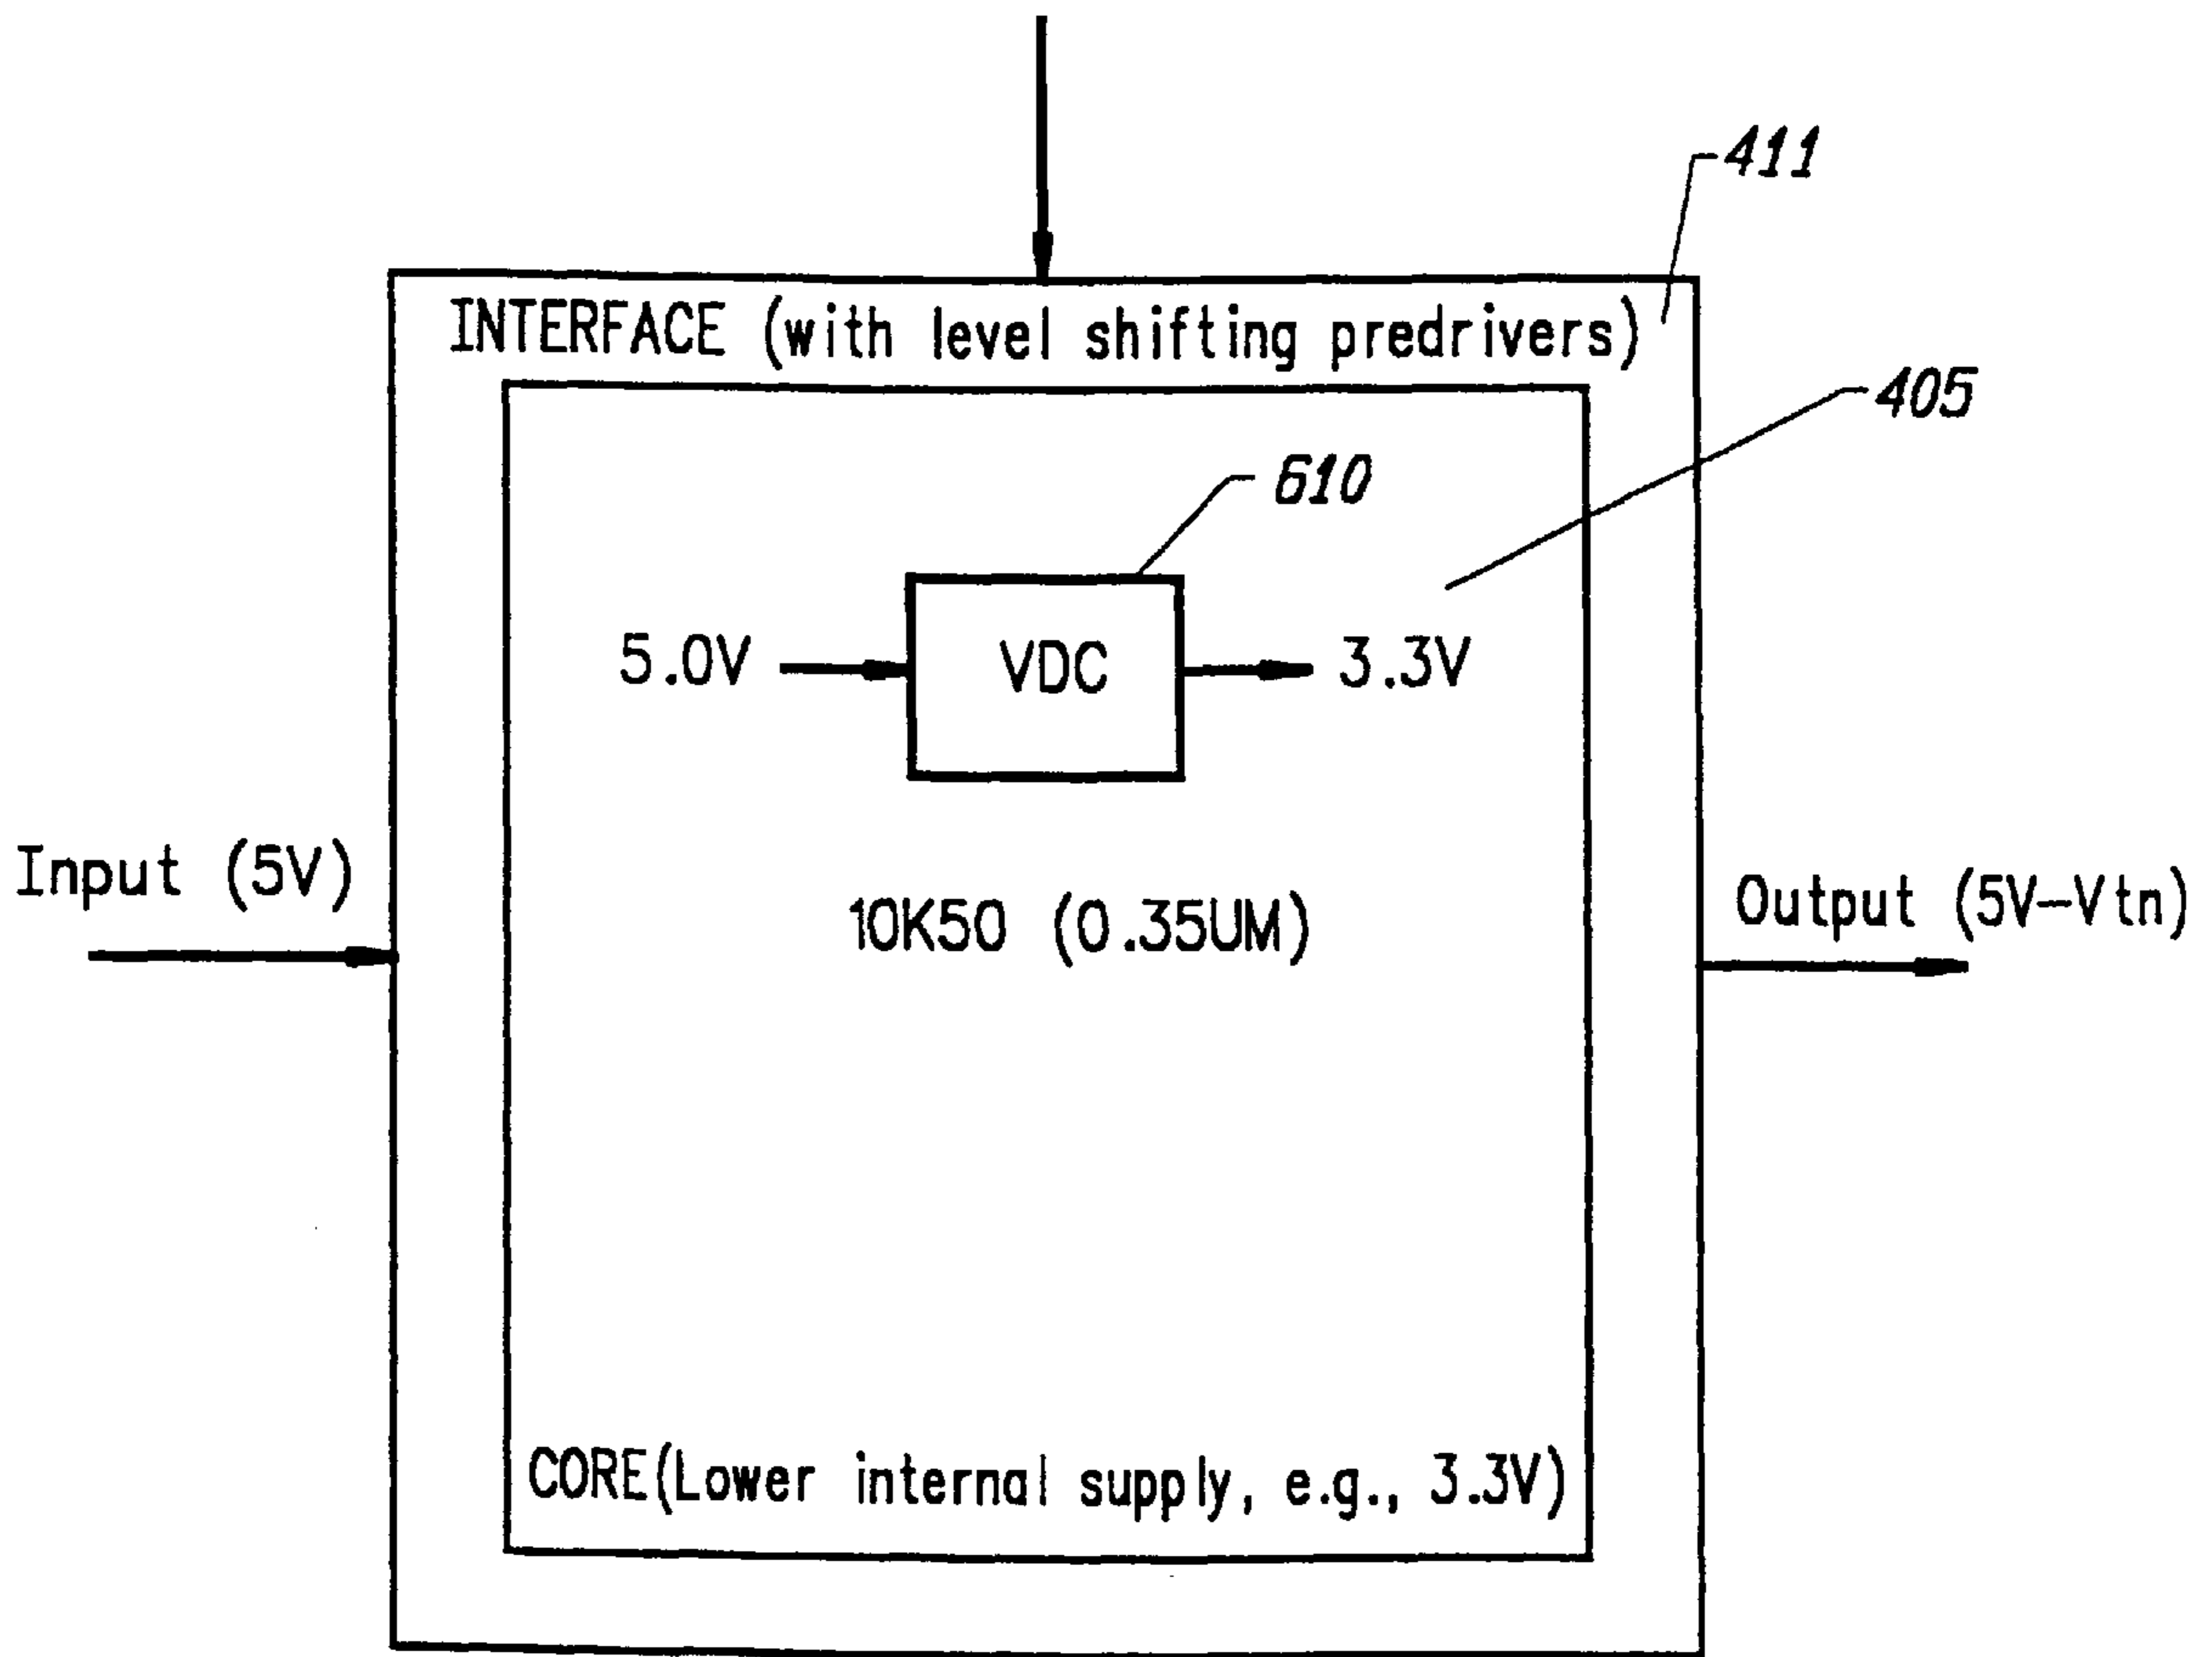 411
INTERFACE (with level shifting predrivers)
405
610
5.0V
VDC
3.3V
Input (5V)
10K50 (0.35UM)
Output (5V-Vtn)
CORE(Lower internal supply, e.g., 3.3V)